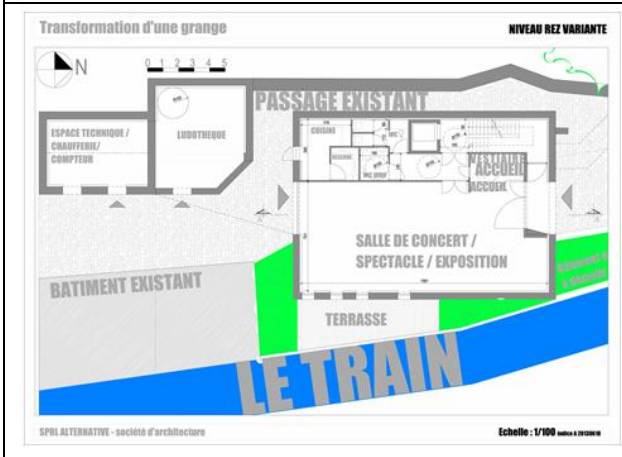 Transformation d'une grange
NIVEAU REZ VARIANTE
N
0 1 2 3 4 5
PASSAGE EXISTANT
ESPACE TECHNIQUE /
CHAUFFERIE/
COMPTEUR
LUDOTHEQUE
CUISINE
WC
VESTIAIRE
ACCUEIL
ACCUEIL
SALLE DE CONCERT /
SPECTACLE / EXPOSITION
BATIMENT EXISTANT
TERRASSE
LE TRAIN
SPRL ALTERNATIVE - société d'architecture
Echelle : 1/100